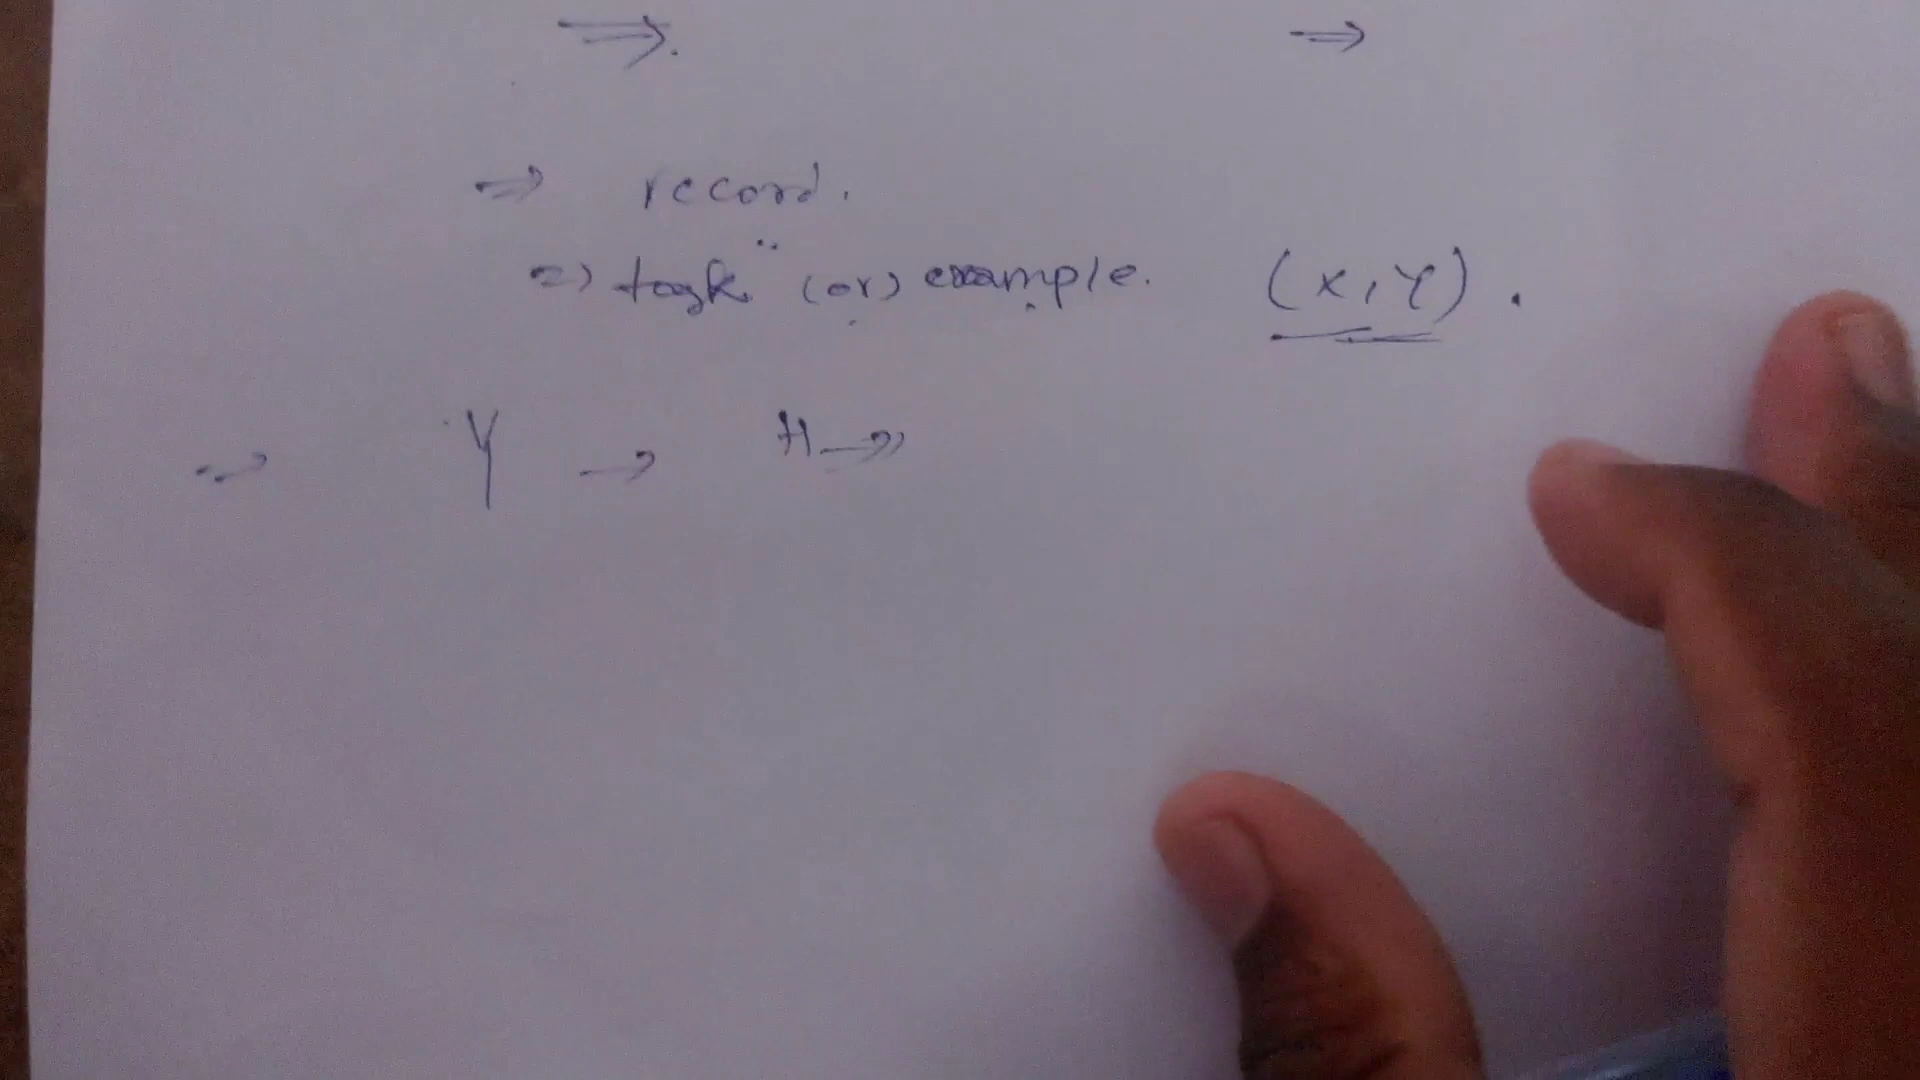 ⇒. ⇒
⇒ record.
⇒ task (or) example. (X,Y).
→ Y → H→